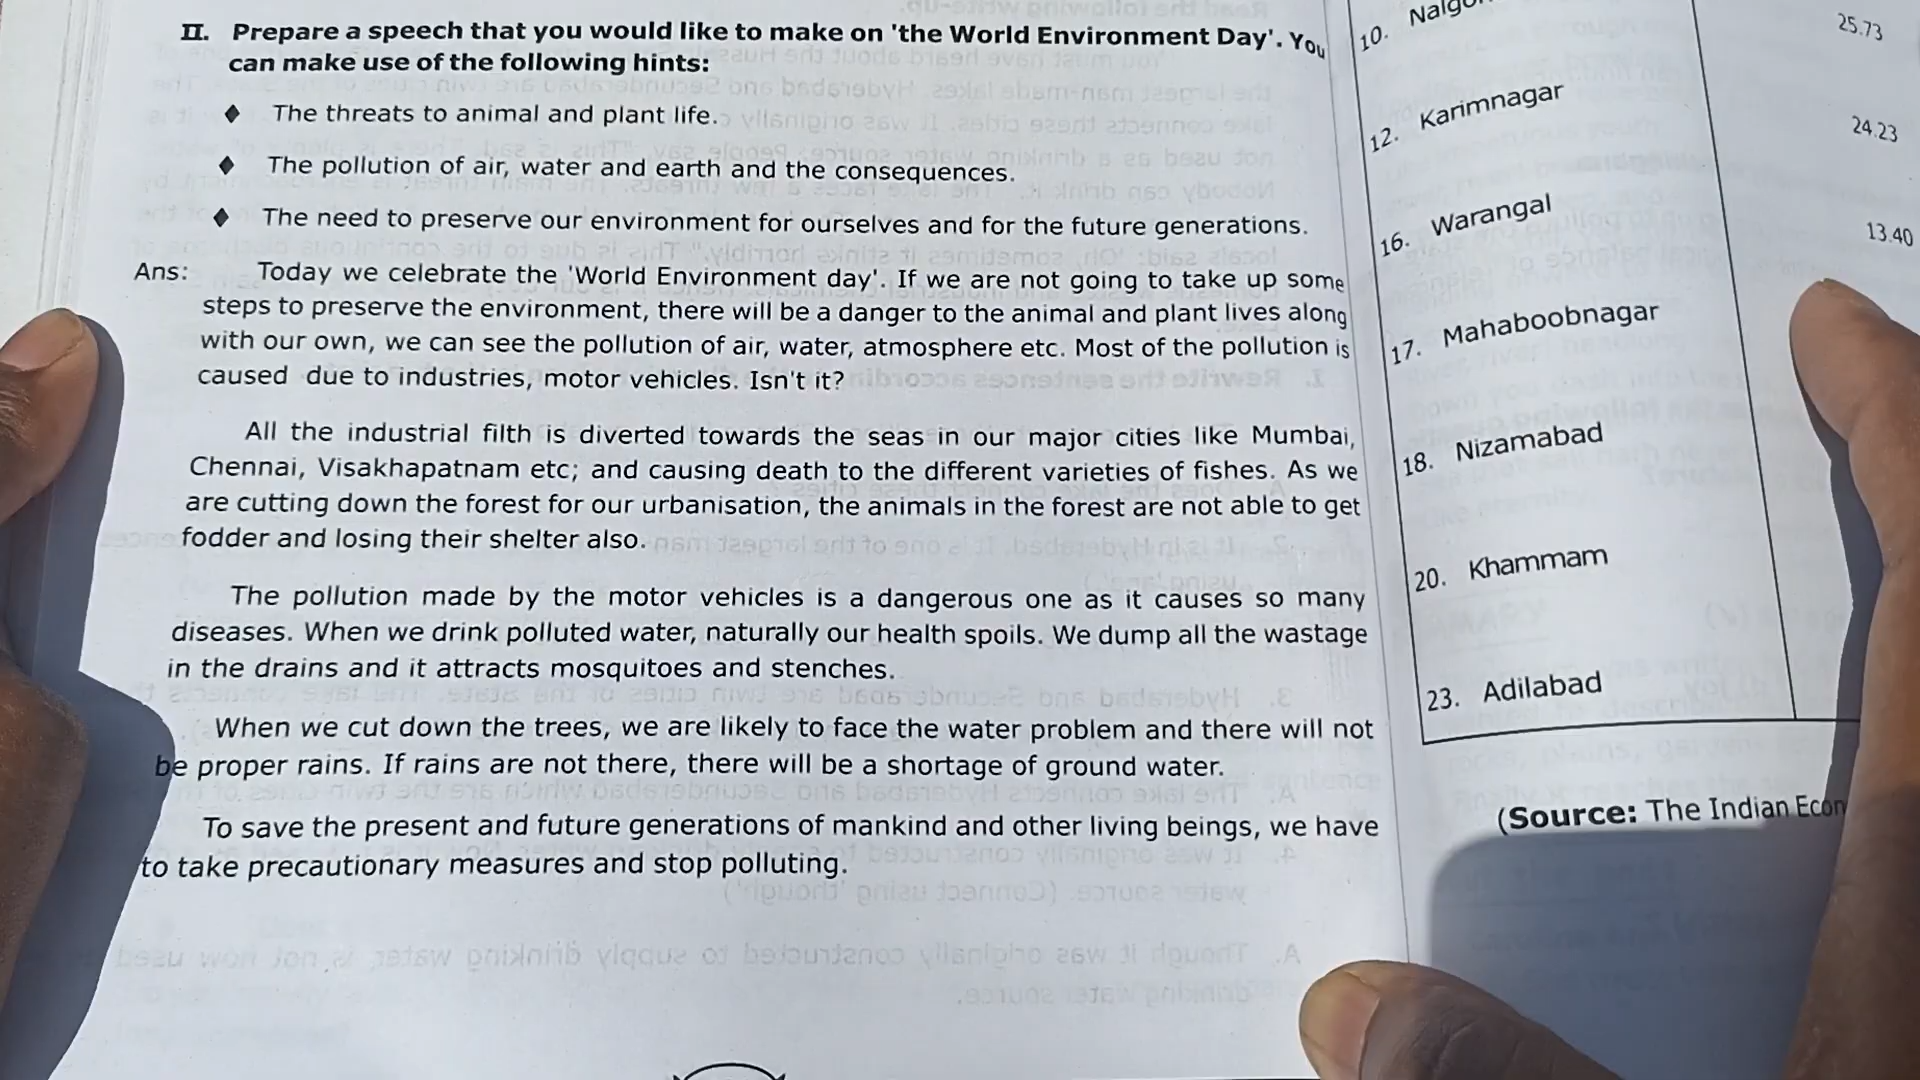 II. Prepare a speech that you would like to make on 'the World Environment Day'. You
can make use of the following hints:
♦ The threats to animal and plant life.
♦ The pollution of air, water and earth and the consequences.
♦ The need to preserve our environment for ourselves and for the future generations.
Ans: Today we celebrate the 'World Environment day'. If we are not going to take up some
steps to preserve the environment, there will be a danger to the animal and plant lives along
with our own, we can see the pollution of air, water, atmosphere etc. Most of the pollution is
caused due to industries, motor vehicles. Isn't it?
All the industrial filth is diverted towards the seas in our major cities like Mumbai,
Chennai, Visakhapatnam etc; and causing death to the different varieties of fishes. As we
are cutting down the forest for our urbanisation, the animals in the forest are not able to get
fodder and losing their shelter also.
The pollution made by the motor vehicles is a dangerous one as it causes so many
diseases. When we drink polluted water, naturally our health spoils. We dump all the wastage
in the drains and it attracts mosquitoes and stenches.
When we cut down the trees, we are likely to face the water problem and there will not
be proper rains. If rains are not there, there will be a shortage of ground water.
To save the present and future generations of mankind and other living beings, we have
to take precautionary measures and stop polluting.
10.
25.73
12. Karimnagar
24.23
16. Warangal
13.40
17. Mahaboobnagar
18. Nizamabad
20. Khammam
23. Adilabad
(Source: The Indian Econ